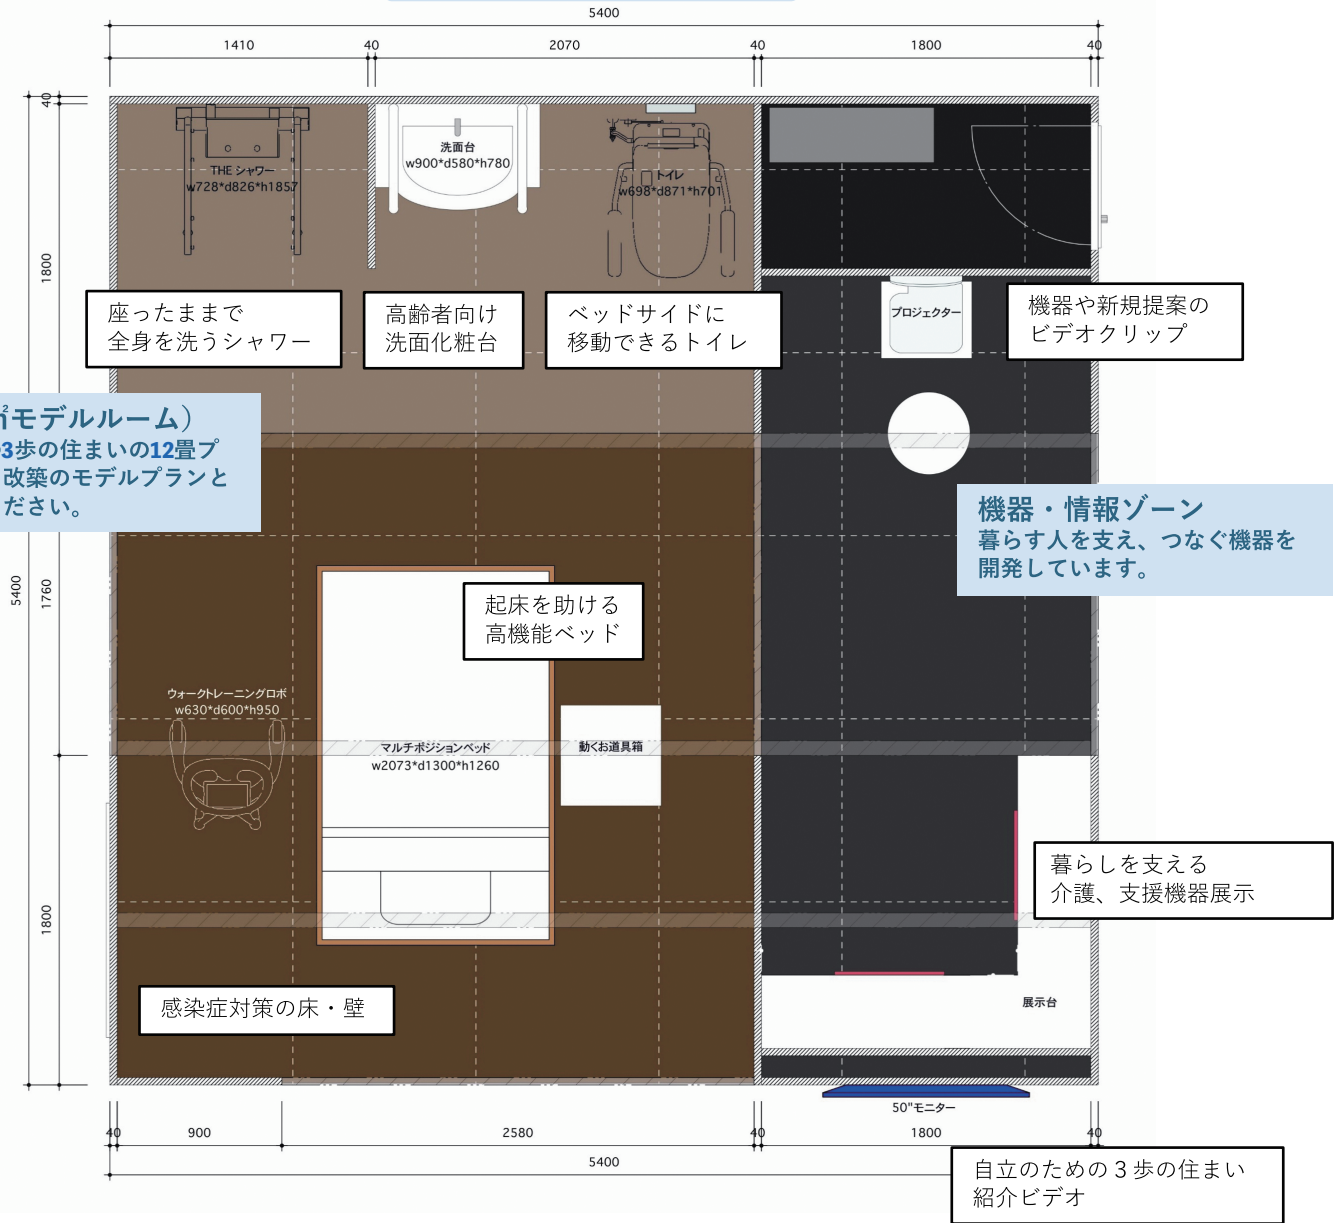 5400
1410 40 2070 40 1800 40
40
1800
1760
1800
5400
THE シャワー
w728*d826*h1857
洗面台
w900*d580*h780
トイレ
w698*d871*h701
座ったままで
全身を洗うシャワー
高齢者向け
洗面化粧台
ベッドサイドに
移動できるトイレ
プロジェクター
機器や新規提案の
ビデオクリップ
㎡モデルルーム）
3歩の住まいの12畳プ
改築のモデルプランと
ださい。
機器・情報ゾーン
暮らす人を支え、つなぐ機器を
開発しています。
起床を助ける
高機能ベッド
ウォークトレーニングロボ
w630*d600*h950
マルチポジションベッド
w2073*d1300*h1260
動くお道具箱
暮らしを支える
介護、支援機器展示
感染症対策の床・壁
展示台
50"モニター
40 900 2580 40 1800 40
5400
自立のための３歩の住まい
紹介ビデオ